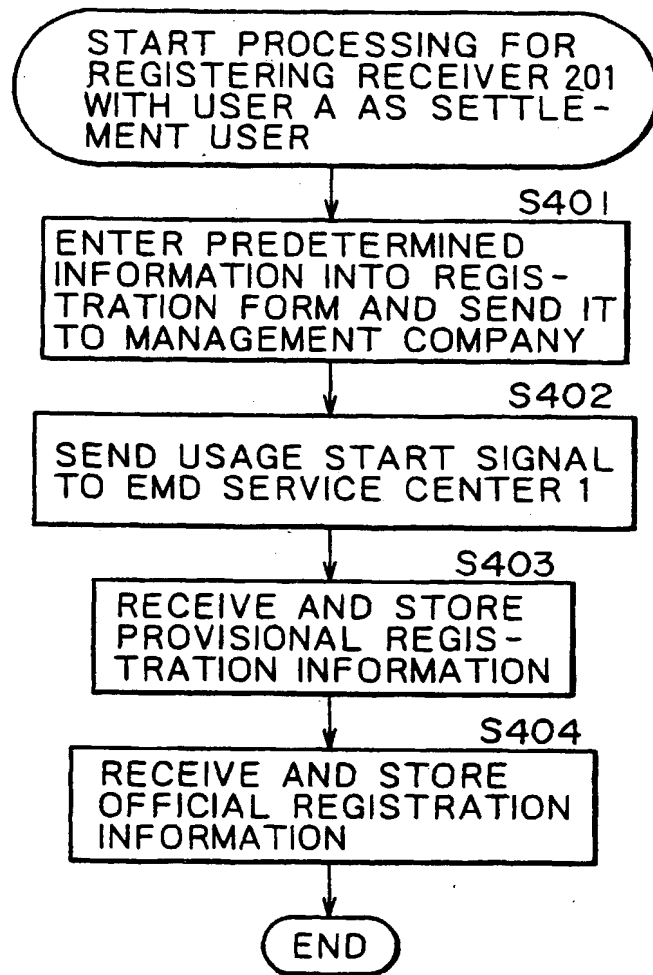 START PROCESSING FOR
REGISTERING RECEIVER 201
WITH USER A AS SETTLE-
MENT USER
S401
ENTER PREDETERMINED
INFORMATION INTO REGIS-
TRATION FORM AND SEND IT
TO MANAGEMENT COMPANY
S402
SEND USAGE START SIGNAL
TO EMD SERVICE CENTER 1
S403
RECEIVE AND STORE
PROVISIONAL REGIS-
TRATION INFORMATION
S404
RECEIVE AND STORE
OFFICIAL REGISTRATION
INFORMATION
END